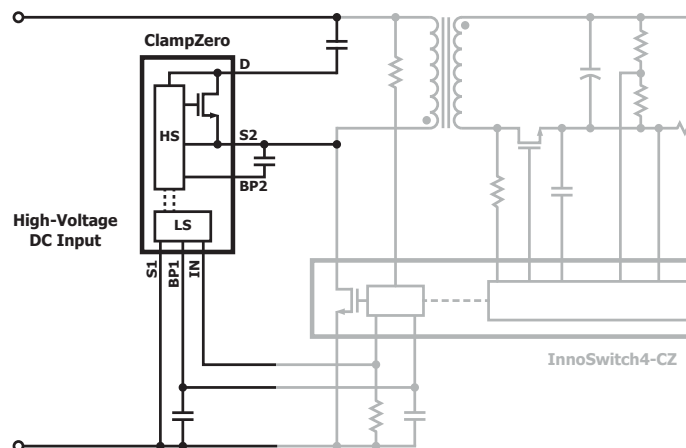 ClampZero
D
HS
S2
BP2
High-Voltage
DC Input
LS
S1
BP1
IN
InnoSwitch4-CZ